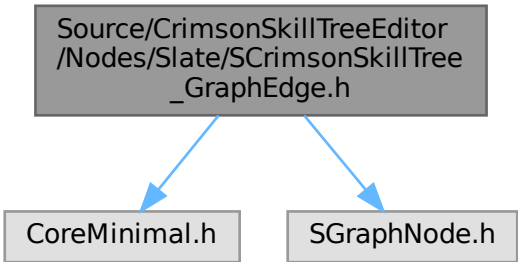 Source/CrimsonSkillTreeEditor
/Nodes/Slate/SCrimsonSkillTree
_GraphEdge.h
CoreMinimal.h
SGraphNode.h